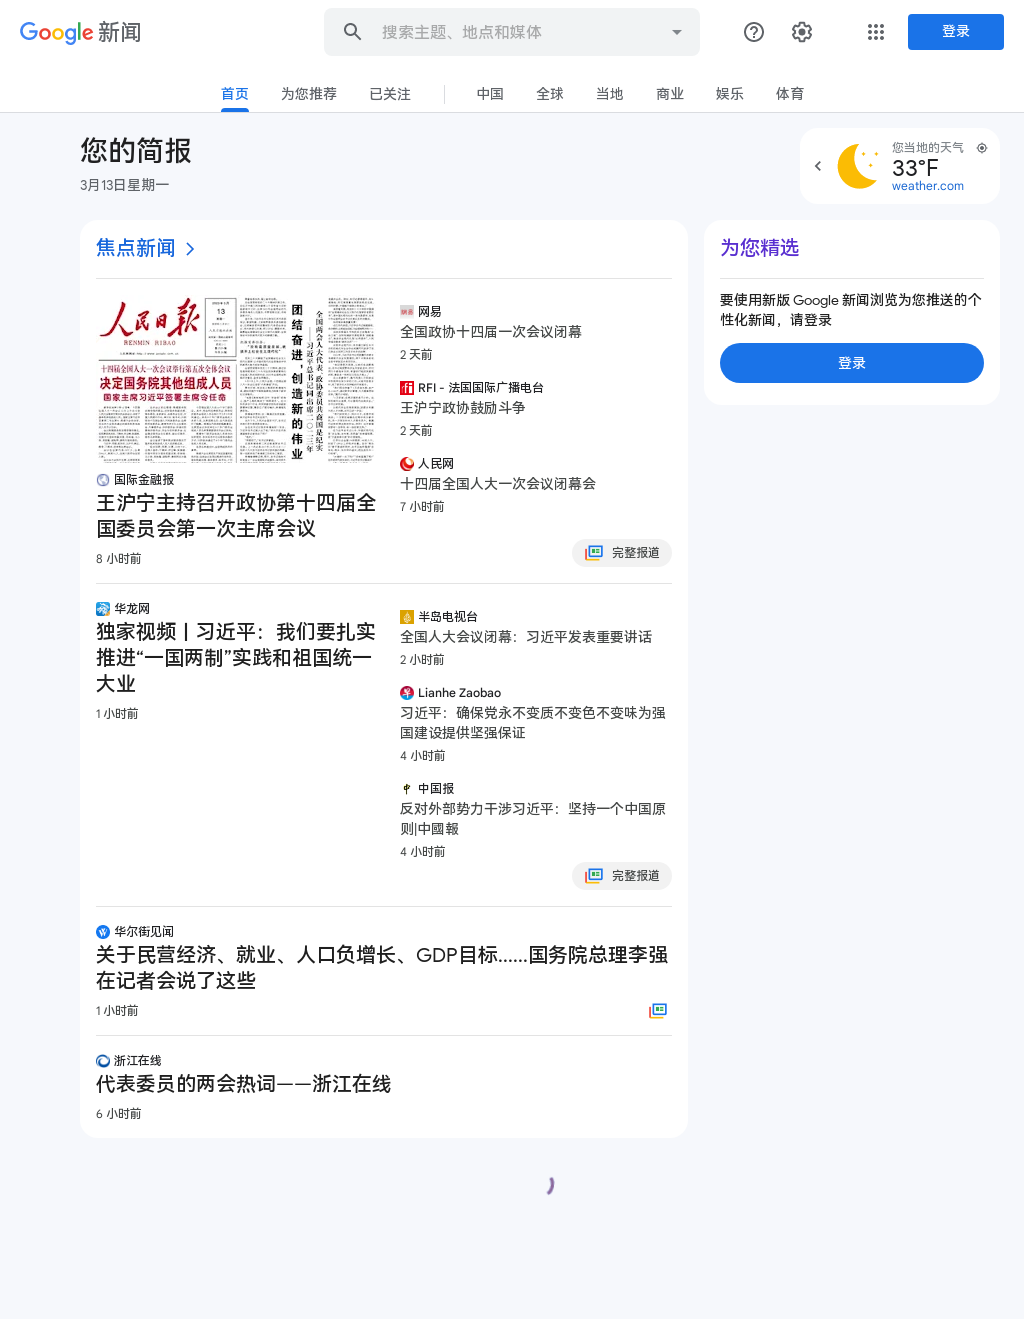 Google 新闻
搜索主题、地点和媒体
登录
首页
为您推荐
已关注
中国
全球
当地
商业
娱乐
体育
您的简报
3月13日星期一
您当地的天气
33°F
weather.com
焦点新闻
人民日报
RENMIN RIBAO
13
十四届全国人大一次会议举行第五次全体会议
决定国务院其他组成人员
国家主席习近平签署主席令任命
团结奋进，创造新的伟业
国际金融报
王沪宁主持召开政协第十四届全
国委员会第一次主席会议
8 小时前
网易
全国政协十四届一次会议闭幕
2 天前
RFI - 法国国际广播电台
王沪宁政协鼓励斗争
2 天前
人民网
十四届全国人大一次会议闭幕会
7 小时前
完整报道
华龙网
独家视频丨习近平：我们要扎实
推进“一国两制”实践和祖国统一
大业
1 小时前
半岛电视台
全国人大会议闭幕：习近平发表重要讲话
2 小时前
Lianhe Zaobao
习近平：确保党永不变质不变色不变味为强
国建设提供坚强保证
4 小时前
中国报
反对外部势力干涉习近平：坚持一个中国原
则|中國報
4 小时前
完整报道
华尔街见闻
关于民营经济、就业、人口负增长、GDP目标......国务院总理李强
在记者会说了这些
1 小时前
浙江在线
代表委员的两会热词——浙江在线
6 小时前
为您精选
要使用新版 Google 新闻浏览为您推送的个
性化新闻，请登录
登录